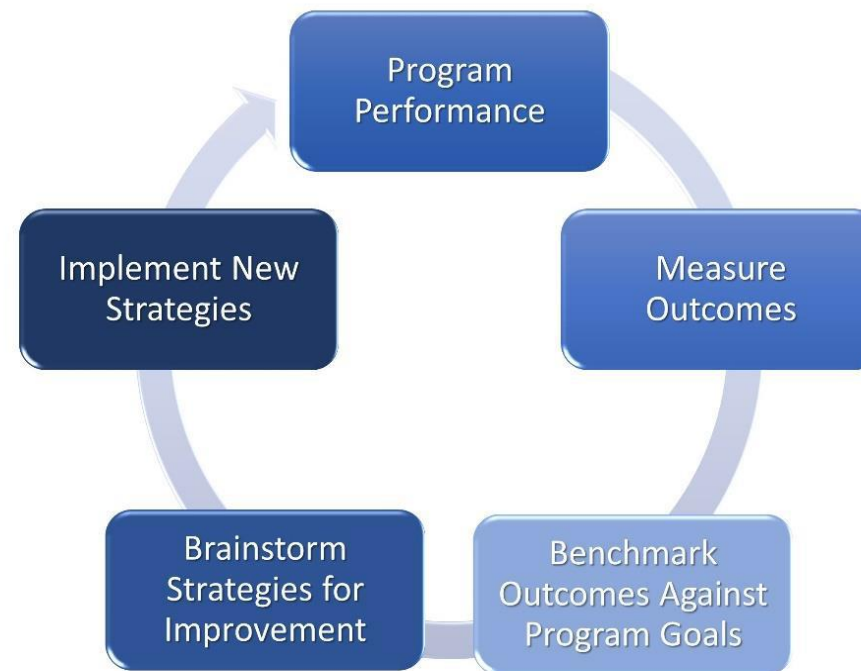 Program
Performance
Measure
Outcomes
Benchmark
Outcomes Against
Program Goals
Brainstorm
Strategies for
Improvement
Implement New
Strategies